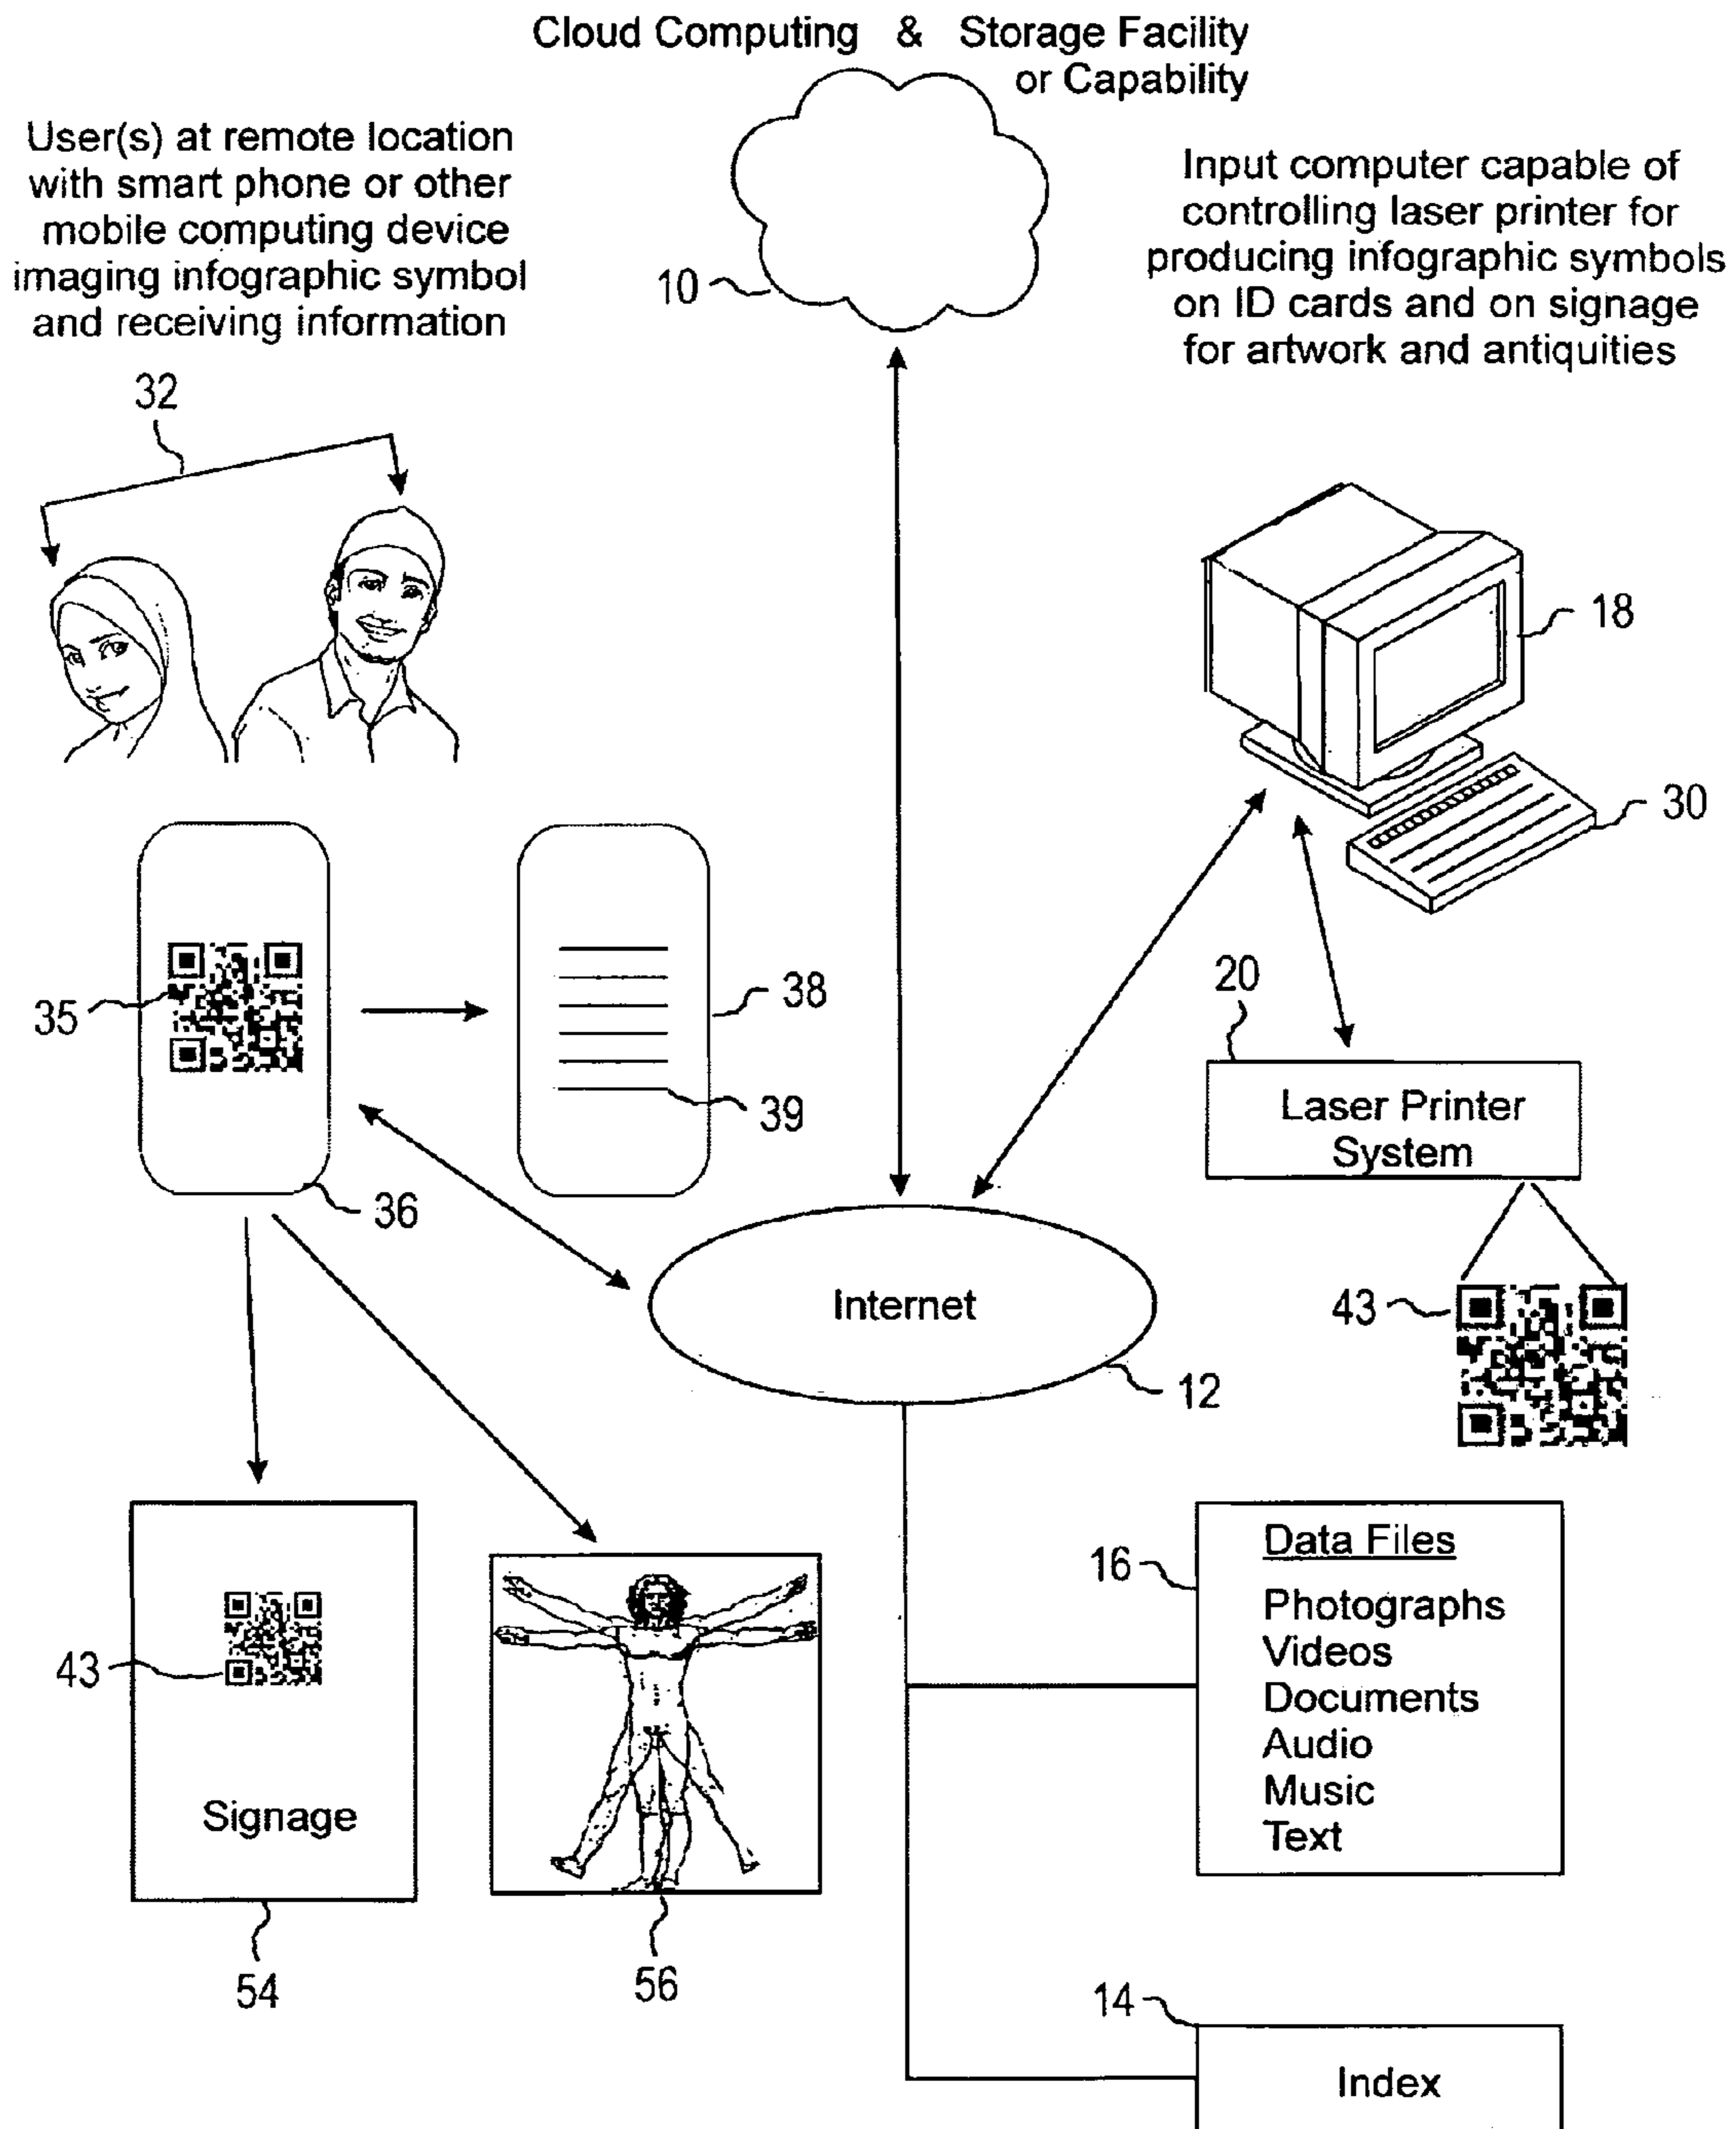 Cloud Computing & Storage Facility
or Capability
User(s) at remote location
with smart phone or other
mobile computing device
imaging infographic symbol
and receiving information
Input computer capable of
controlling laser printer for
producing infographic symbols
on ID cards and on signage
for artwork and antiquities
10
32
18
30
35
38
39
36
20
Laser Printer
System
43
Internet
12
43
Signage
54
56
16
Data Files
Photographs
Videos
Documents
Audio
Music
Text
14
Index